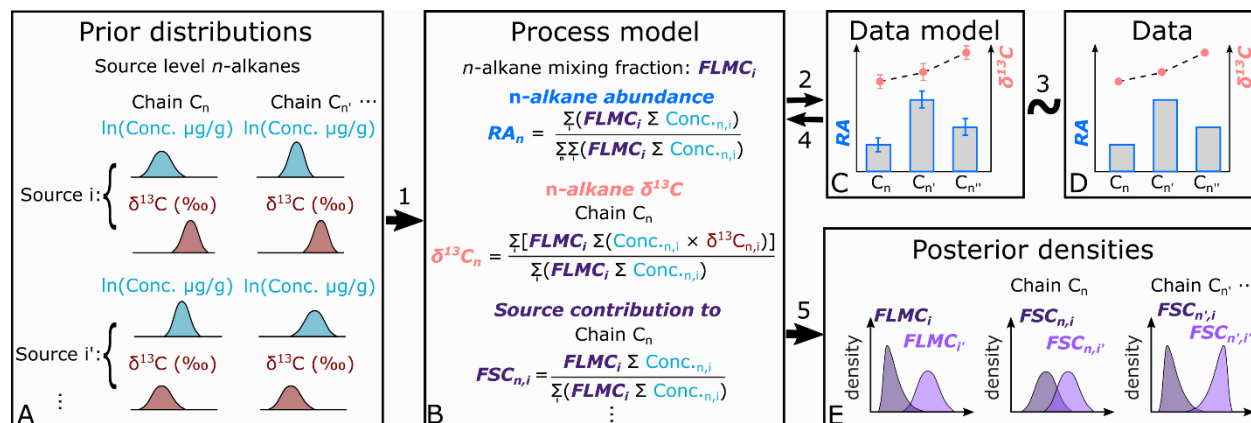 Prior distributions
Source level n-alkanes
Chain Cn Chain Cn' ⋯
ln(Conc. µg/g) ln(Conc. µg/g)
Source i:
δ¹³C (‰) δ¹³C (‰)
ln(Conc. µg/g) ln(Conc. µg/g)
Source i':
δ¹³C (‰) δ¹³C (‰)
⋮
A
1
Process model
n-alkane mixing fraction: FLMCi
n-alkane abundance
RAn = Σi(FLMCi Σ Conc.n,i) / ΣnΣi(FLMCi Σ Conc.n,i)
n-alkane δ¹³C
Chain Cn
δ¹³Cn = Σi[FLMCi Σ(Conc.n,i × δ¹³Cn,i)] / Σi(FLMCi Σ Conc.n,i)
Source contribution to
Chain Cn
FSCn,i = FLMCi Σ Conc.n,i / Σi(FLMCi Σ Conc.n,i)
⋮
B
2
4
Data model
RA
δ¹³C
Cn Cn' Cn''
C
3
~
Data
RA
δ¹³C
Cn Cn' Cn''
D
5
Posterior densities
Chain Cn Chain Cn' ⋯
FLMCi FSCn,i FSCn',i
FLMCi' FSCn,i' FSCn',i'
density density density
E